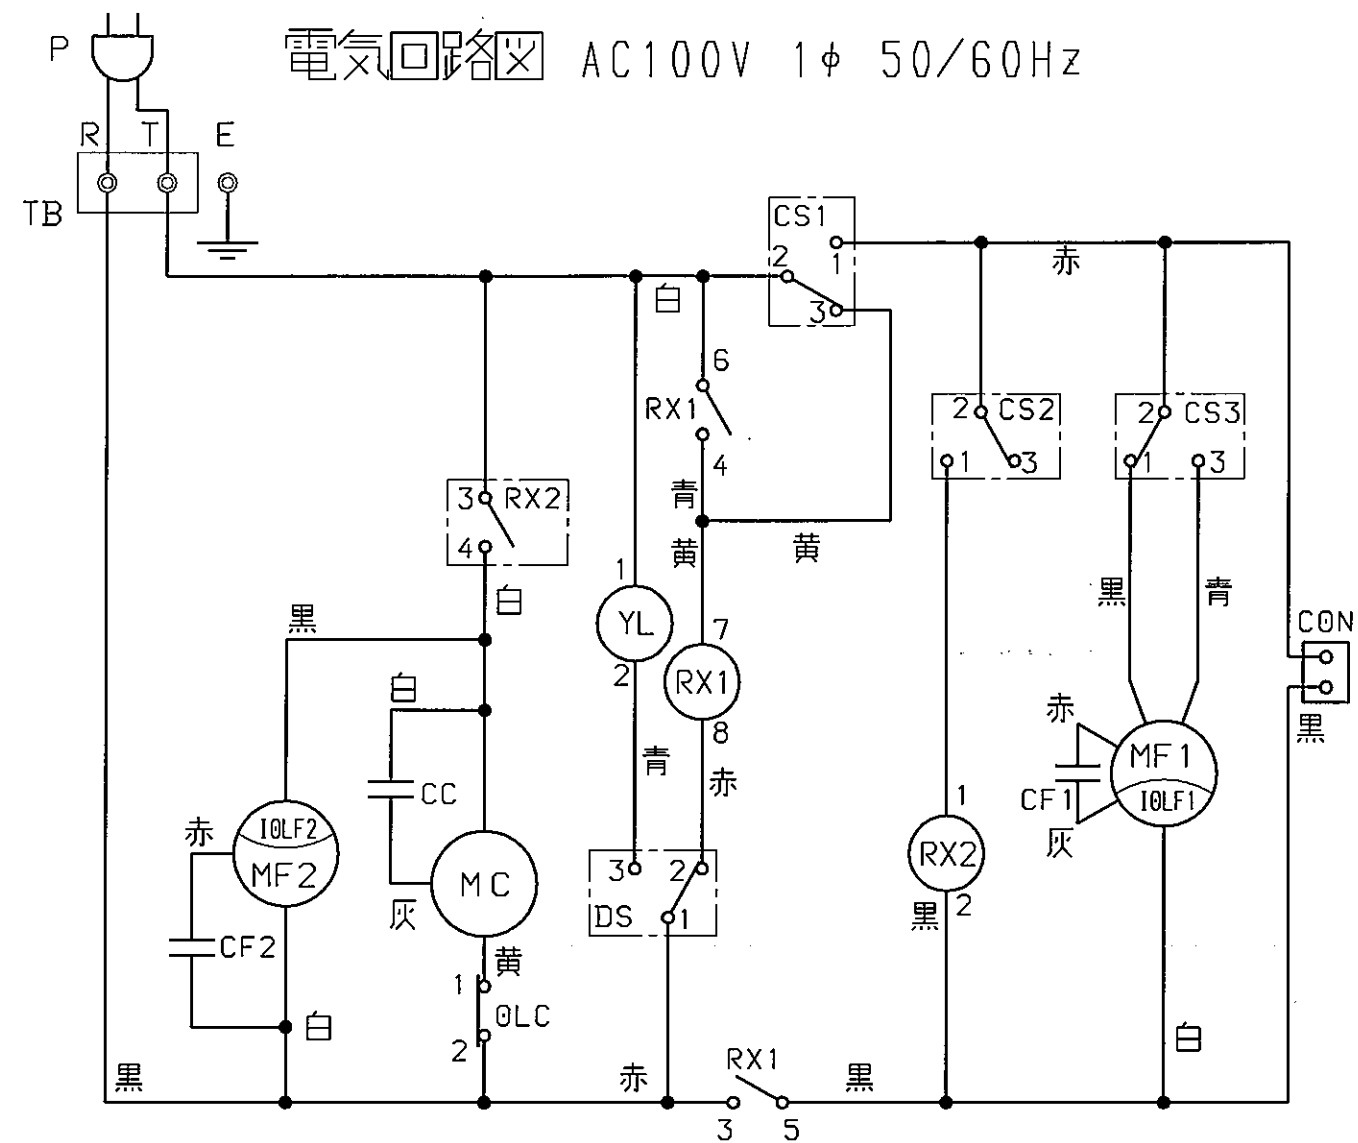 P
電気回路図 AC100V 1φ 50/60Hz
R T E
TB
CS1
2
1
3
赤
白
6
RX1
4
青
黄
黄
2 CS2
1 3
2 CS3
1 3
3 RX2
4
白
黒
1
YL
2
青
7
RX1
8
赤
黒
青
CON
黒
白
CC
灰
MC
黄
1
OLC
2
赤
IOLF2
MF2
CF2
白
3 2
DS 1
1
RX2
2
黒
赤
CF1
灰
MF1
IOLF1
白
黒
赤
RX1
3 5
黒